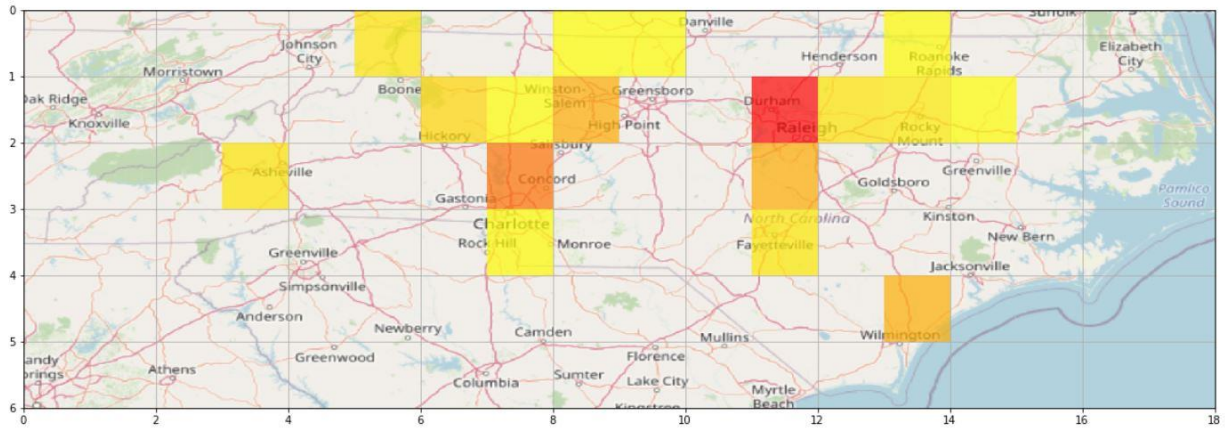 0
Danville
Suffolk
Johnson
City
Henderson
Roanoke
Rapids
Elizabeth
City
Morristown
1
Boone
Winston-
Salem
Greensboro
Durham
Oak Ridge
Knoxville
High Point
Raleigh
Rocky
Mount
Hickory
2
Salisbury
Asheville
Concord
Goldsboro
Greenville
Pamlico
Sound
Gastonia
3
Charlotte
North Carolina
Kinston
Rock Hill
Monroe
Fayetteville
New Bern
Greenville
Jacksonville
4
Simpsonville
Anderson
Newberry
Camden
Mullins
Wilmington
5
Greenwood
Florence
andy
prings
Athens
Columbia
Sumter
Lake City
Myrtle
Beach
Kingstree
6
0 2 4 6 8 10 12 14 16 18